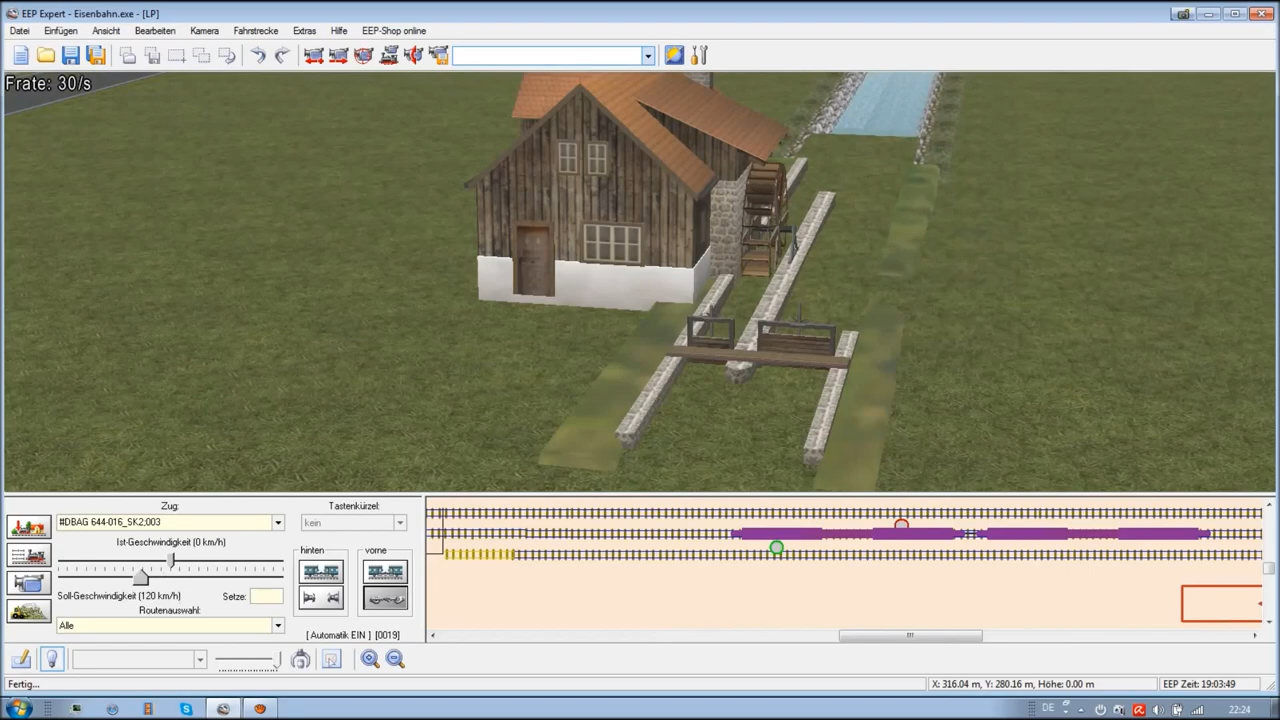 EEP Expert - Eisenbahn.exe - [LP]
Datei Einfügen Ansicht Bearbeiten Kamera Fahrstrecke Extras Hilfe EEP-Shop online
Frate: 30/s
Zug:
#DBAG 644-016_SK2;003
Ist-Geschwindigkeit (0 km/h)
Soll-Geschwindigkeit (120 km/h)
Setze:
Routenauswahl:
Alle
Tastenkürzel:
kein
hinten
vorne
[ Automatik EIN ] [0019]
Fertig...
X: 316.04 m, Y: 280.16 m, Höhe: 0.00 m
EEP Zeit: 19:03:49
DE
22:24